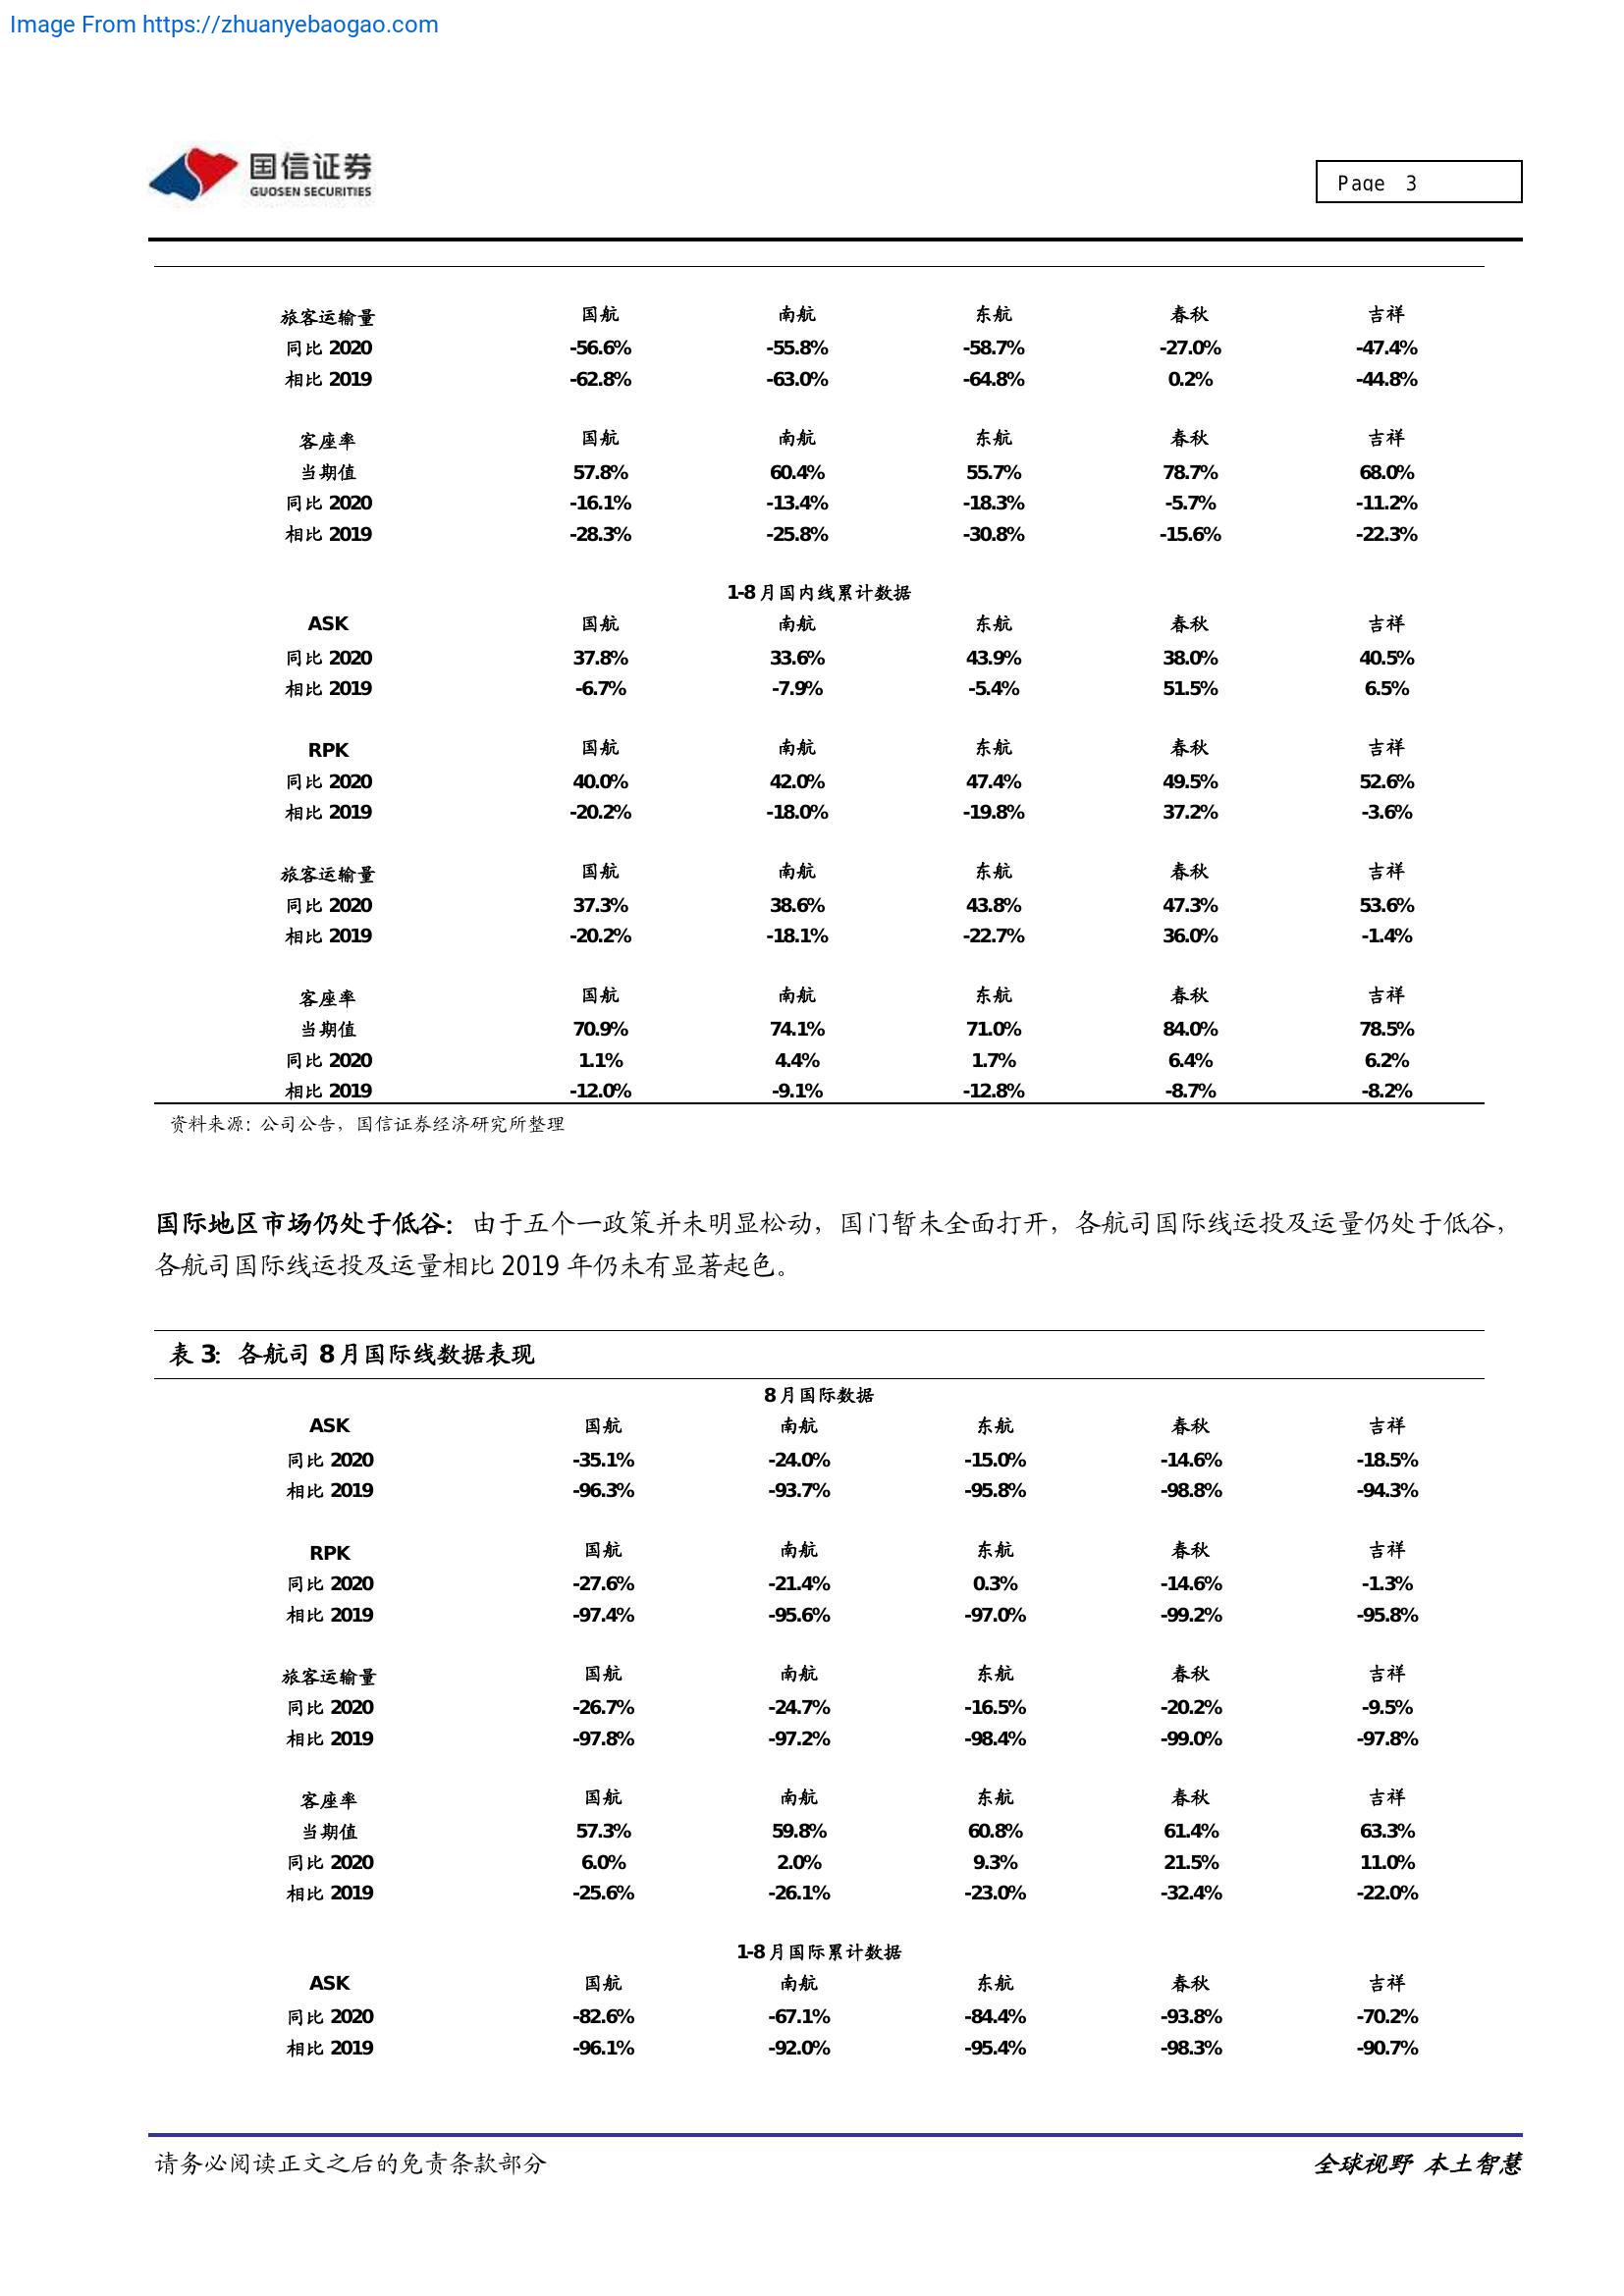 Image From https://zhuanyebaogao.com
国信证券
GUOSEN SECURITIES
Page 3
旅客运输量 国航 南航 东航 春秋 吉祥
同比 2020 -56.6% -55.8% -58.7% -27.0% -47.4%
相比 2019 -62.8% -63.0% -64.8% 0.2% -44.8%
客座率 国航 南航 东航 春秋 吉祥
当期值 57.8% 60.4% 55.7% 78.7% 68.0%
同比 2020 -16.1% -13.4% -18.3% -5.7% -11.2%
相比 2019 -28.3% -25.8% -30.8% -15.6% -22.3%
1-8 月国内线累计数据
ASK 国航 南航 东航 春秋 吉祥
同比 2020 37.8% 33.6% 43.9% 38.0% 40.5%
相比 2019 -6.7% -7.9% -5.4% 51.5% 6.5%
RPK 国航 南航 东航 春秋 吉祥
同比 2020 40.0% 42.0% 47.4% 49.5% 52.6%
相比 2019 -20.2% -18.0% -19.8% 37.2% -3.6%
旅客运输量 国航 南航 东航 春秋 吉祥
同比 2020 37.3% 38.6% 43.8% 47.3% 53.6%
相比 2019 -20.2% -18.1% -22.7% 36.0% -1.4%
客座率 国航 南航 东航 春秋 吉祥
当期值 70.9% 74.1% 71.0% 84.0% 78.5%
同比 2020 1.1% 4.4% 1.7% 6.4% 6.2%
相比 2019 -12.0% -9.1% -12.8% -8.7% -8.2%
资料来源: 公司公告，国信证券经济研究所整理
国际地区市场仍处于低谷：由于五个一政策并未明显松动，国门暂未全面打开，各航司国际线运投及运量仍处于低谷，
各航司国际线运投及运量相比 2019 年仍未有显著起色。
表 3：各航司 8 月国际线数据表现
8 月国际数据
ASK 国航 南航 东航 春秋 吉祥
同比 2020 -35.1% -24.0% -15.0% -14.6% -18.5%
相比 2019 -96.3% -93.7% -95.8% -98.8% -94.3%
RPK 国航 南航 东航 春秋 吉祥
同比 2020 -27.6% -21.4% 0.3% -14.6% -1.3%
相比 2019 -97.4% -95.6% -97.0% -99.2% -95.8%
旅客运输量 国航 南航 东航 春秋 吉祥
同比 2020 -26.7% -24.7% -16.5% -20.2% -9.5%
相比 2019 -97.8% -97.2% -98.4% -99.0% -97.8%
客座率 国航 南航 东航 春秋 吉祥
当期值 57.3% 59.8% 60.8% 61.4% 63.3%
同比 2020 6.0% 2.0% 9.3% 21.5% 11.0%
相比 2019 -25.6% -26.1% -23.0% -32.4% -22.0%
1-8 月国际累计数据
ASK 国航 南航 东航 春秋 吉祥
同比 2020 -82.6% -67.1% -84.4% -93.8% -70.2%
相比 2019 -96.1% -92.0% -95.4% -98.3% -90.7%
请务必阅读正文之后的免责条款部分 全球视野 本土智慧